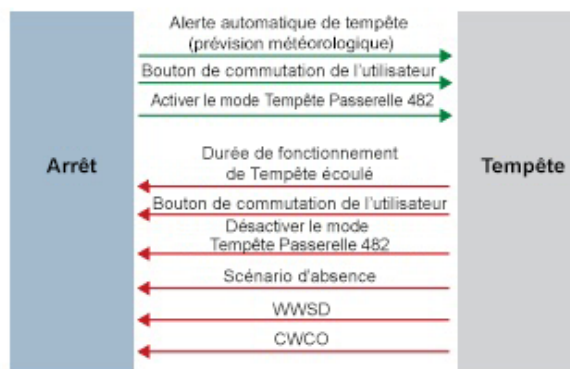 Alerte automatique de tempête
(prévision météorologique)
Bouton de commutation de l'utilisateur
Activer le mode Tempête Passerelle 482
Arrêt
Tempête
Durée de fonctionnement
de Tempête écoulé
Bouton de commutation de l'utilisateur
Désactiver le mode
Tempête Passerelle 482
Scénario d'absence
WWSD
CWCO